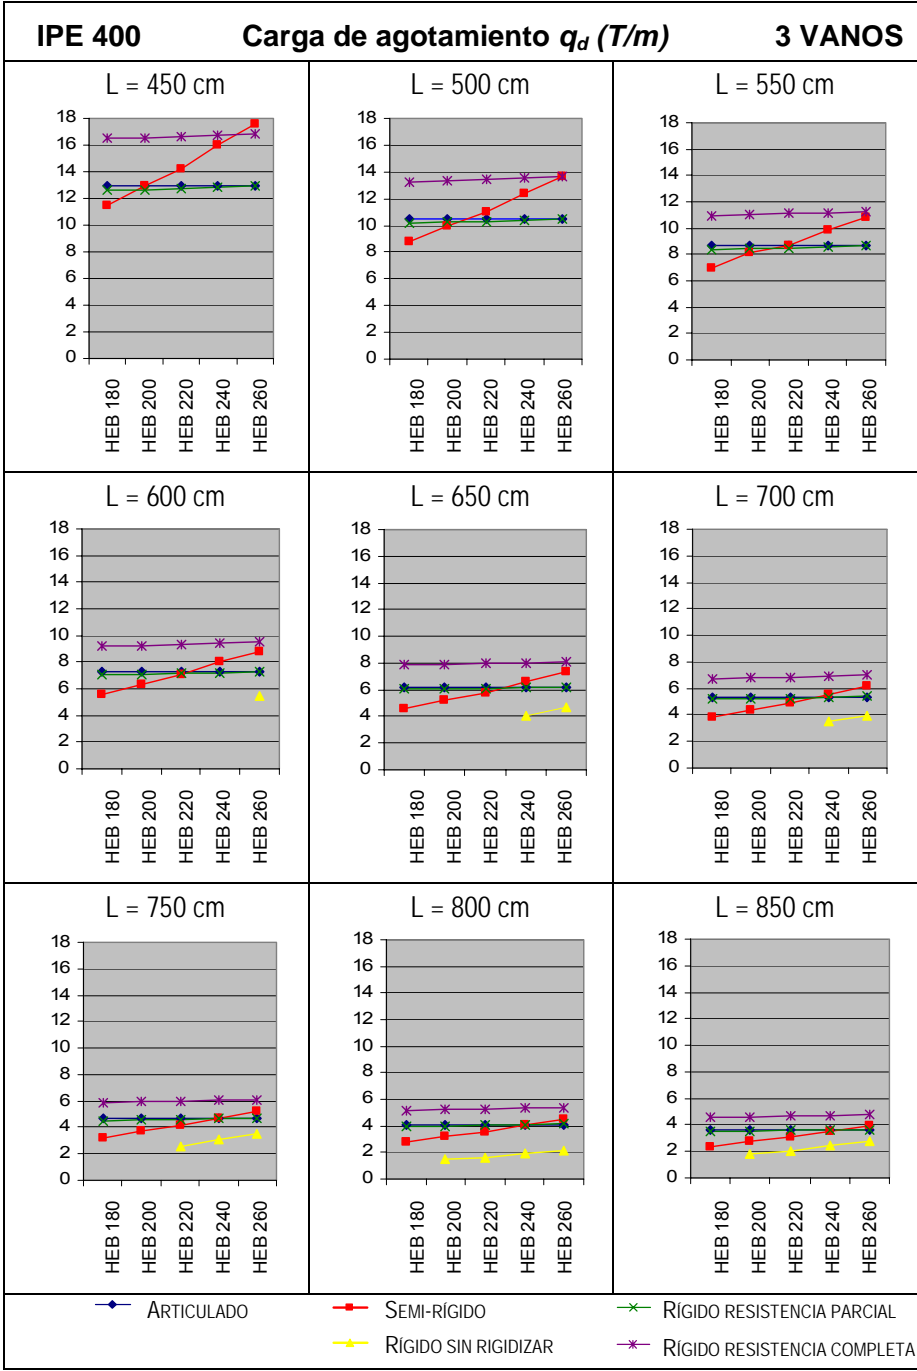 IPE 400 Carga de agotamiento qd (T/m) 3 VANOS
L = 450 cm
18
16
14
12
10
8
6
4
2
0
HEB 180
HEB 200
HEB 220
HEB 240
HEB 260
L = 500 cm
18
16
14
12
10
8
6
4
2
0
HEB 180
HEB 200
HEB 220
HEB 240
HEB 260
L = 550 cm
18
16
14
12
10
8
6
4
2
0
HEB 180
HEB 200
HEB 220
HEB 240
HEB 260
L = 600 cm
18
16
14
12
10
8
6
4
2
0
HEB 180
HEB 200
HEB 220
HEB 240
HEB 260
L = 650 cm
18
16
14
12
10
8
6
4
2
0
HEB 180
HEB 200
HEB 220
HEB 240
HEB 260
L = 700 cm
18
16
14
12
10
8
6
4
2
0
HEB 180
HEB 200
HEB 220
HEB 240
HEB 260
L = 750 cm
18
16
14
12
10
8
6
4
2
0
HEB 180
HEB 200
HEB 220
HEB 240
HEB 260
L = 800 cm
18
16
14
12
10
8
6
4
2
0
HEB 180
HEB 200
HEB 220
HEB 240
HEB 260
L = 850 cm
18
16
14
12
10
8
6
4
2
0
HEB 180
HEB 200
HEB 220
HEB 240
HEB 260
ARTICULADO SEMI-RÍGIDO RÍGIDO RESISTENCIA PARCIAL
RÍGIDO SIN RIGIDIZAR RÍGIDO RESISTENCIA COMPLETA